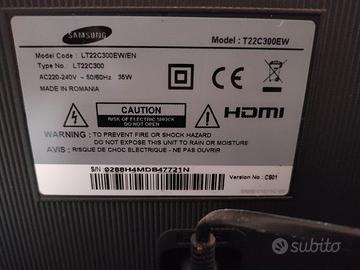 SAMSUNG
Model : T22C300EW
Model Code : LT22C300EW/EN
Type No. : LT22C300
AC220-240V ~ 50/60Hz 35W
MADE IN ROMANIA
CE
HDMI
CAUTION
RISK OF ELECTRIC SHOCK
DO NOT OPEN
WARNING : TO PREVENT FIRE OR SHOCK HAZARD
DO NOT EXPOSE THIS UNIT TO RAIN OR MOISTURE.
AVIS : RISQUE DE CHOC ELECTRIQUE - NE PAS OUVRIR.
S/N 0288H4MDB47721N
Version No : CS01
subito